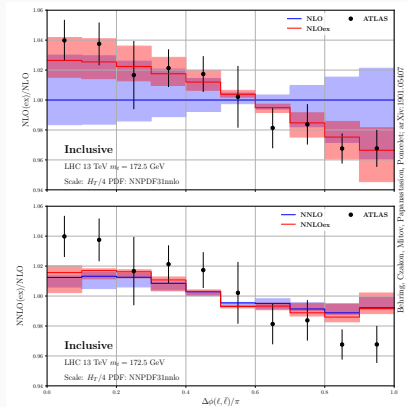 1.06
1.04
1.02
1.00
0.98
0.96
0.94
NLO(ex)/NLO
NLO
NLOex
ATLAS
Inclusive
LHC 13 TeV m_t = 172.5 GeV
Scale: H_T/4 PDF: NNPDF31nnlo
1.06
1.04
1.02
1.00
0.98
0.96
0.94
NNLO(ex)/NLO
NNLO
NNLOex
ATLAS
Inclusive
LHC 13 TeV m_t = 172.5 GeV
Scale: H_T/4 PDF: NNPDF31nnlo
0.0 0.2 0.4 0.6 0.8 1.0
Δφ(ℓ, ℓ̄)/π
Behring, Czakon, Mitov, Papanastasiou, Poncelet; arXiv:1901.05407